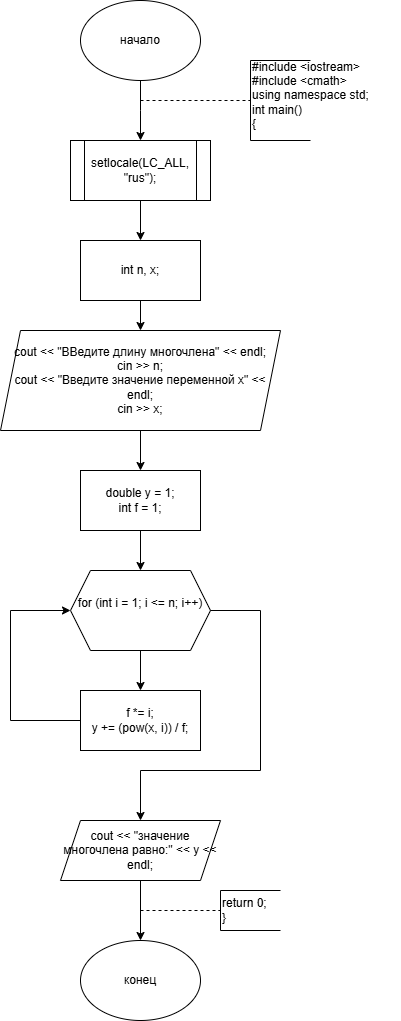 начало
#include <iostream>
#include <cmath>
using namespace std;
int main()
{
setlocale(LC_ALL,
"rus");
int n, x;
cout << "ВВедите длину многочлена" << endl;
cin >> n;
cout << "Введите значение переменной x" <<
endl;
cin >> x;
double y = 1;
int f = 1;
for (int i = 1; i <= n; i++)
f *= i;
y += (pow(x, i)) / f;
cout << "значение
многочлена равно:" << y <<
endl;
return 0;
}
конец